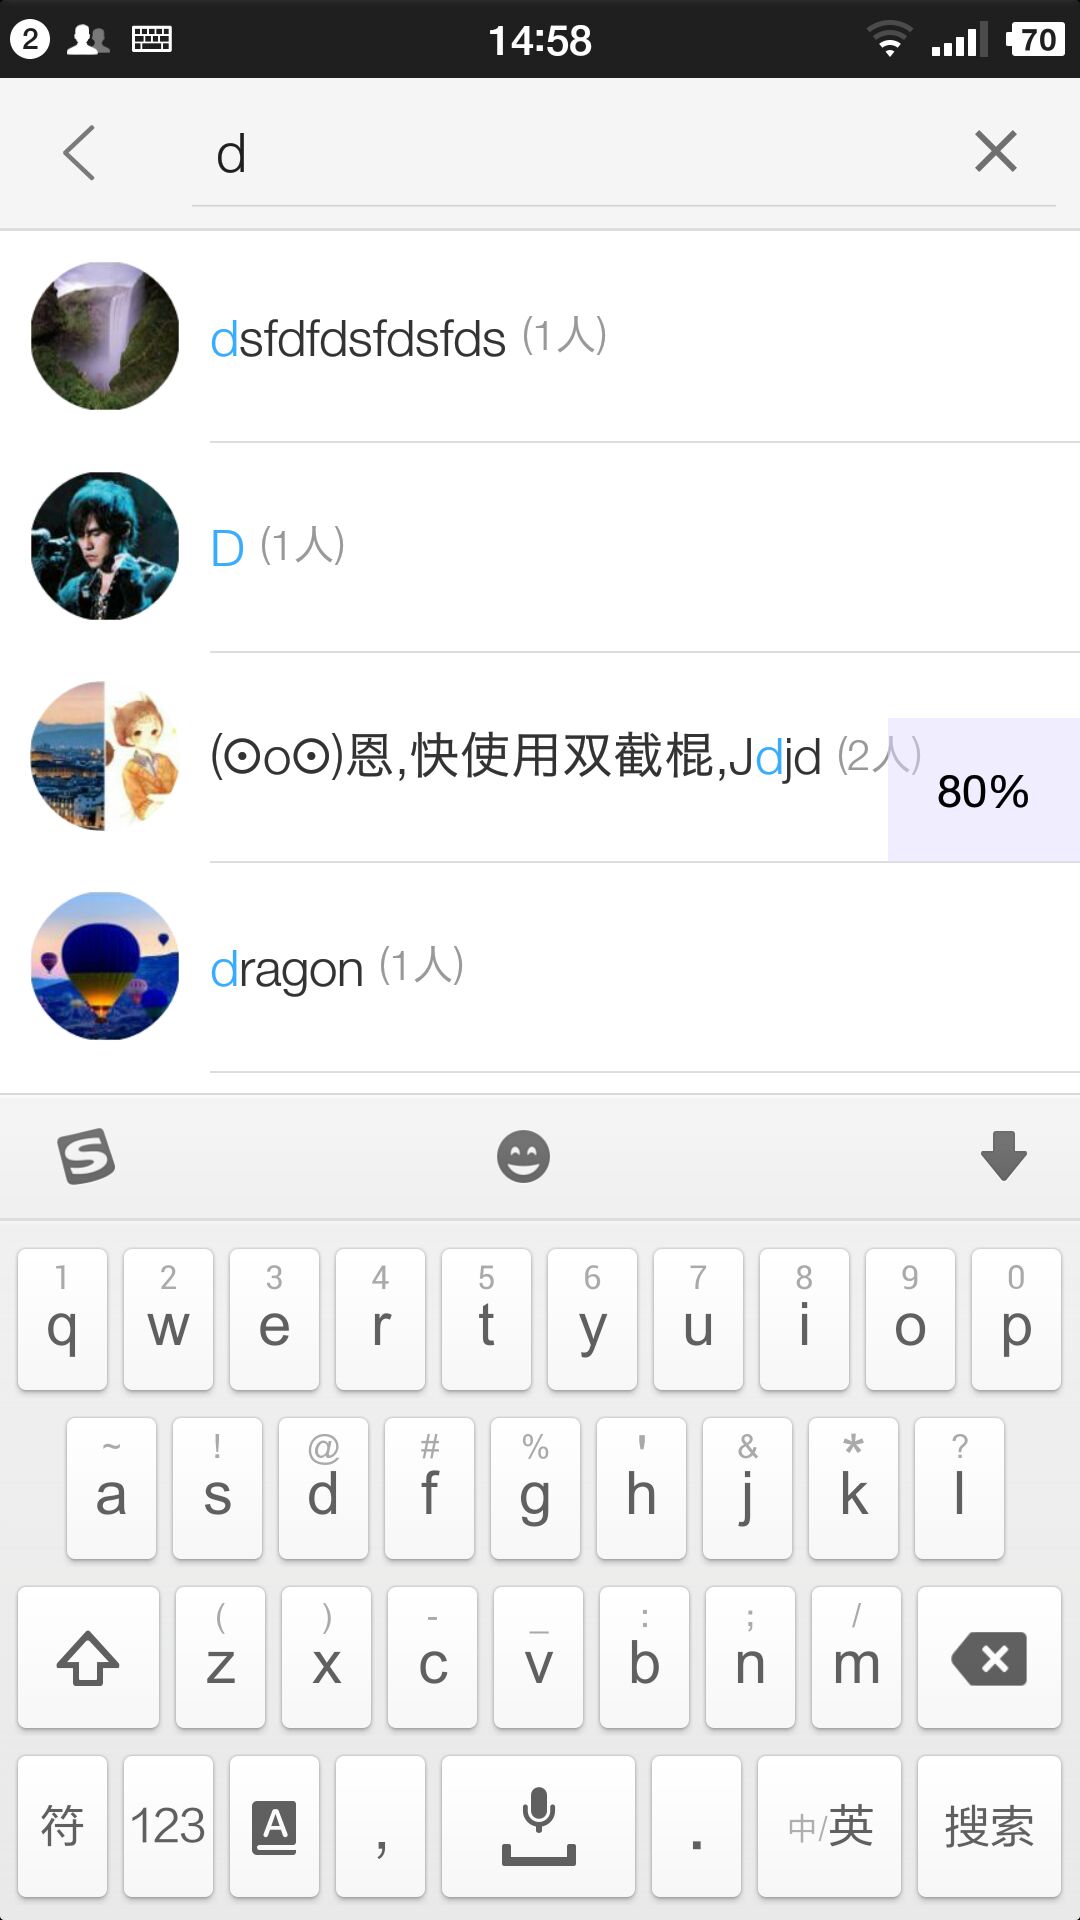 2 14:58 70
d
dsfdfdsfdsfds (1人)
D (1人)
(⊙o⊙)恩,快使用双截棍,Jdjd (2人)
80%
dragon (1人)
1 2 3 4 5 6 7 8 9 0
q w e r t y u i o p
~ ! @ # % ' & * ?
a s d f g h j k l
( ) - _ : ; /
z x c v b n m
符 123 A , . 中/英 搜索